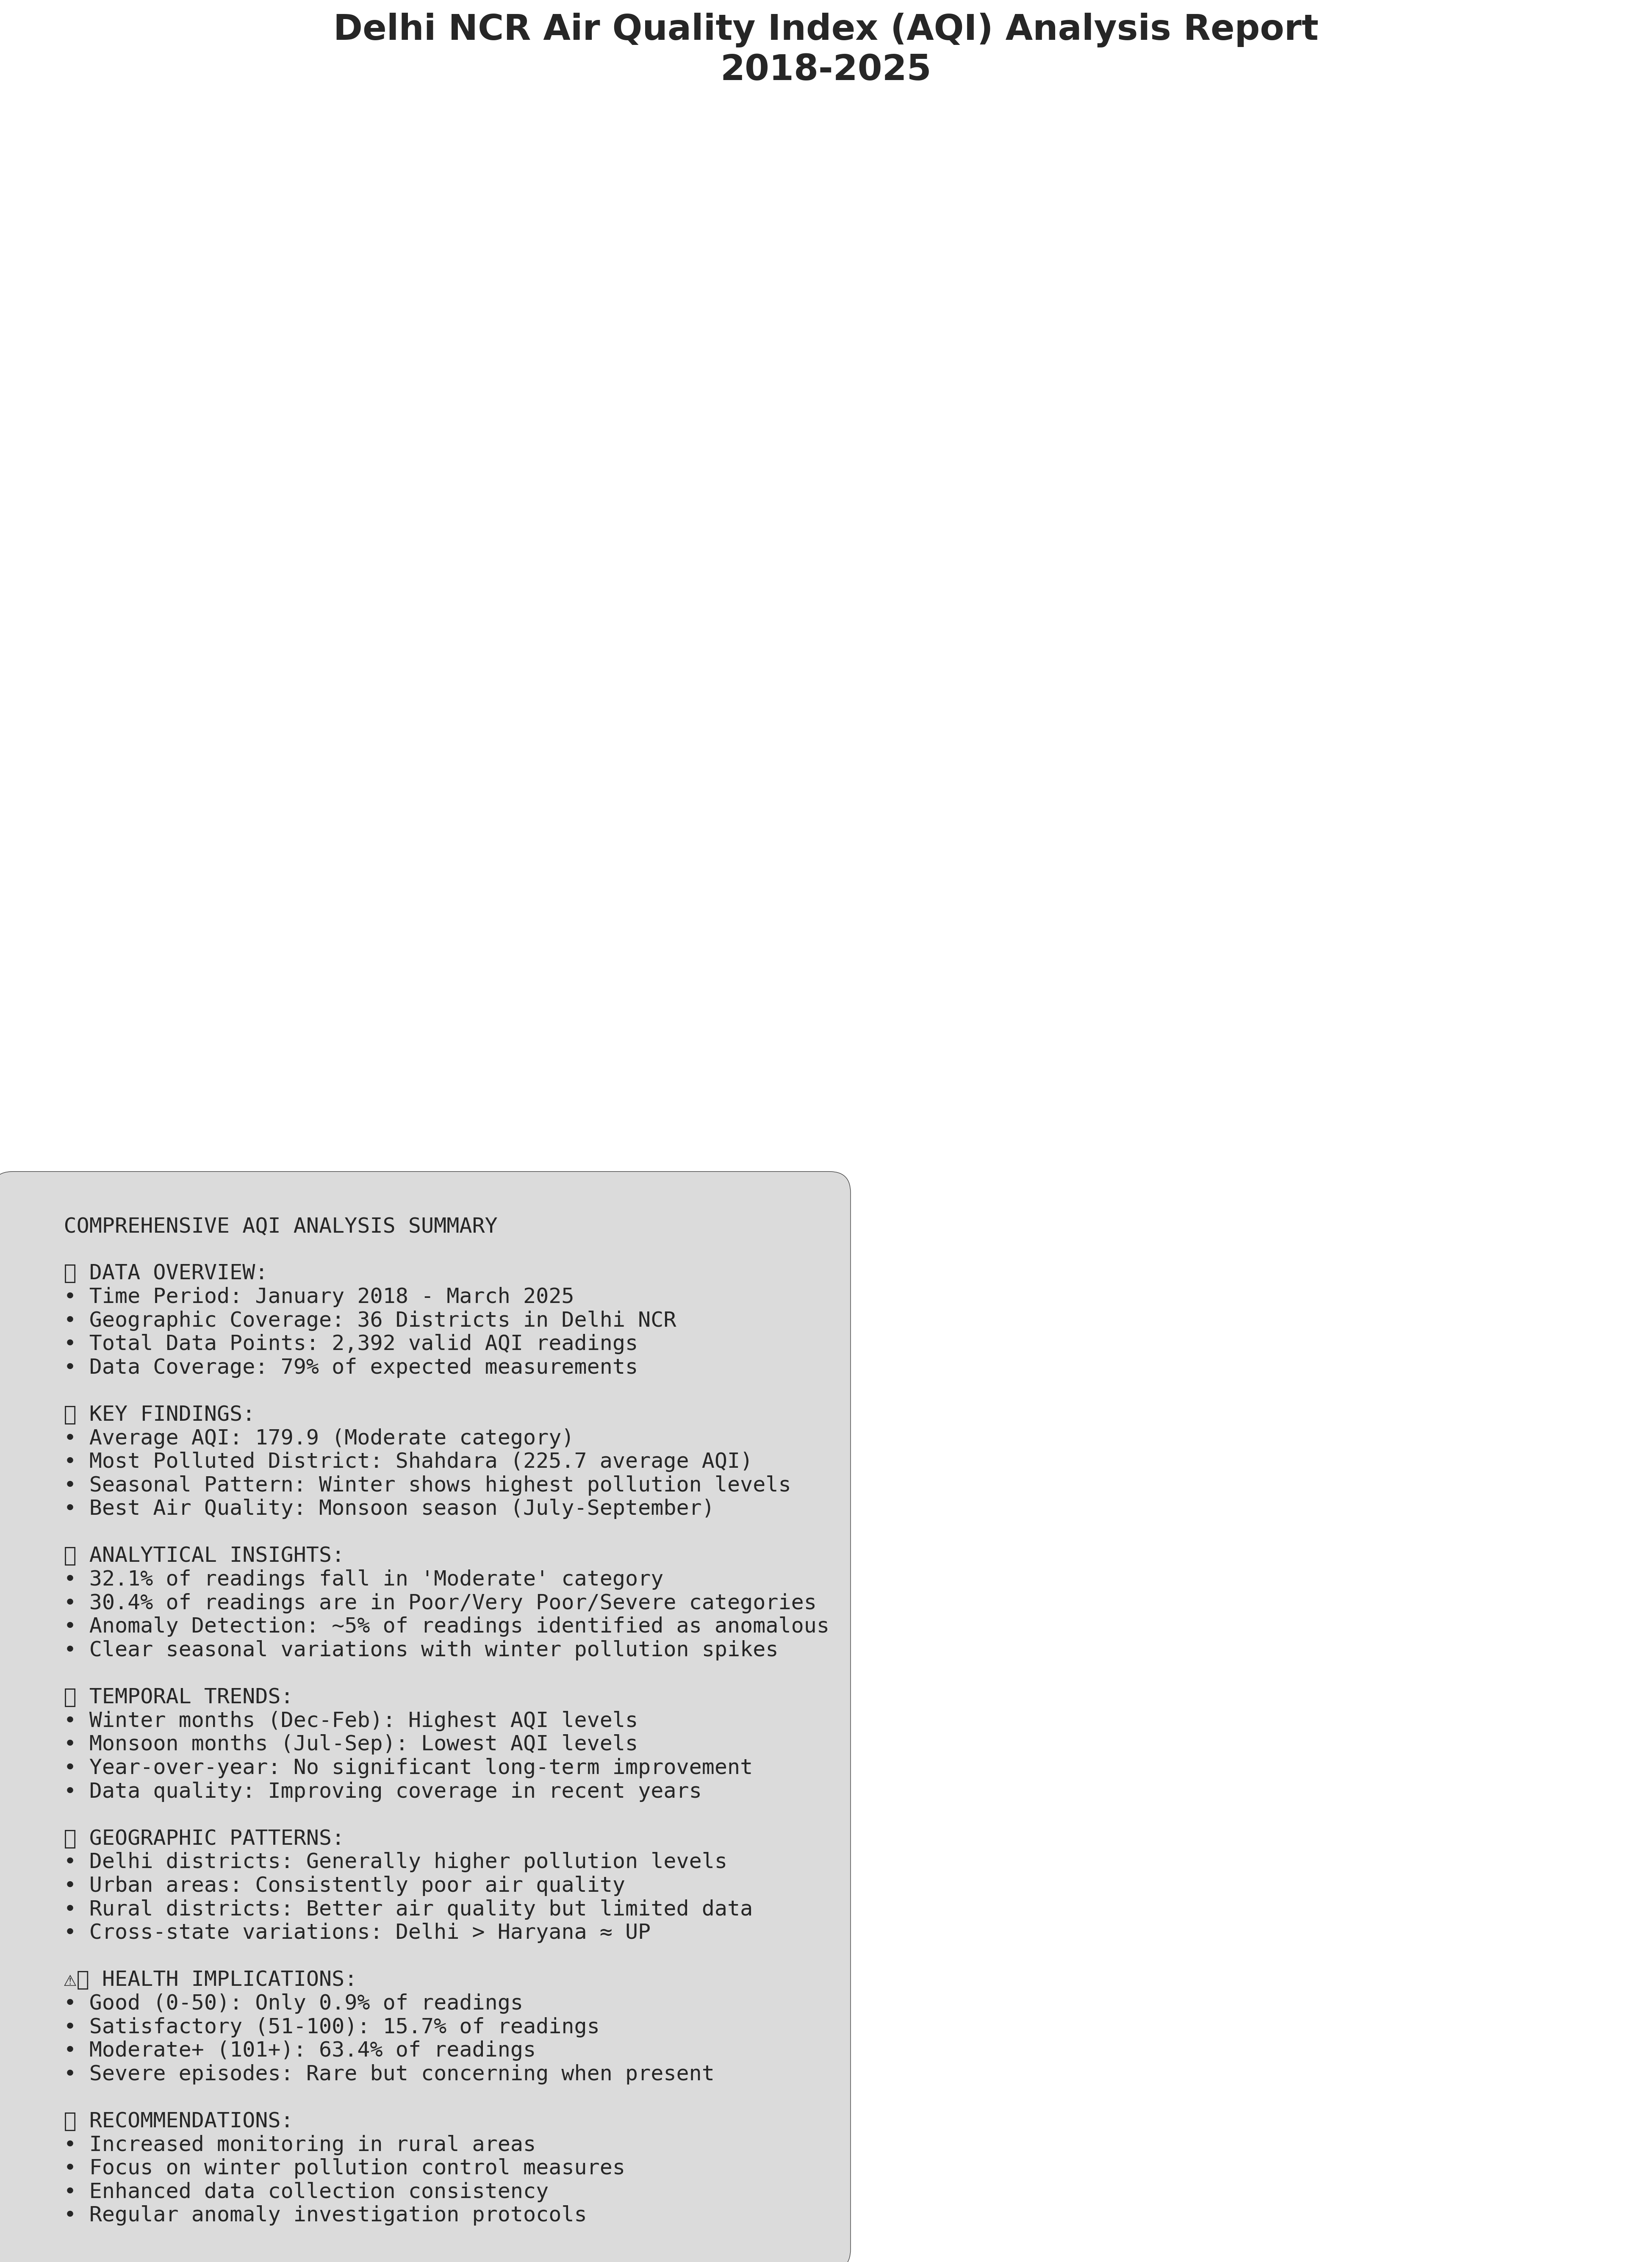 Delhi NCR Air Quality Index (AQI) Analysis Report
2018-2025
COMPREHENSIVE AQI ANALYSIS SUMMARY
▯ DATA OVERVIEW:
• Time Period: January 2018 - March 2025
• Geographic Coverage: 36 Districts in Delhi NCR
• Total Data Points: 2,392 valid AQI readings
• Data Coverage: 79% of expected measurements
▯ KEY FINDINGS:
• Average AQI: 179.9 (Moderate category)
• Most Polluted District: Shahdara (225.7 average AQI)
• Seasonal Pattern: Winter shows highest pollution levels
• Best Air Quality: Monsoon season (July-September)
▯ ANALYTICAL INSIGHTS:
• 32.1% of readings fall in 'Moderate' category
• 30.4% of readings are in Poor/Very Poor/Severe categories
• Anomaly Detection: ~5% of readings identified as anomalous
• Clear seasonal variations with winter pollution spikes
▯ TEMPORAL TRENDS:
• Winter months (Dec-Feb): Highest AQI levels
• Monsoon months (Jul-Sep): Lowest AQI levels
• Year-over-year: No significant long-term improvement
• Data quality: Improving coverage in recent years
▯ GEOGRAPHIC PATTERNS:
• Delhi districts: Generally higher pollution levels
• Urban areas: Consistently poor air quality
• Rural districts: Better air quality but limited data
• Cross-state variations: Delhi > Haryana ≈ UP
⚠▯ HEALTH IMPLICATIONS:
• Good (0-50): Only 0.9% of readings
• Satisfactory (51-100): 15.7% of readings
• Moderate+ (101+): 63.4% of readings
• Severe episodes: Rare but concerning when present
▯ RECOMMENDATIONS:
• Increased monitoring in rural areas
• Focus on winter pollution control measures
• Enhanced data collection consistency
• Regular anomaly investigation protocols